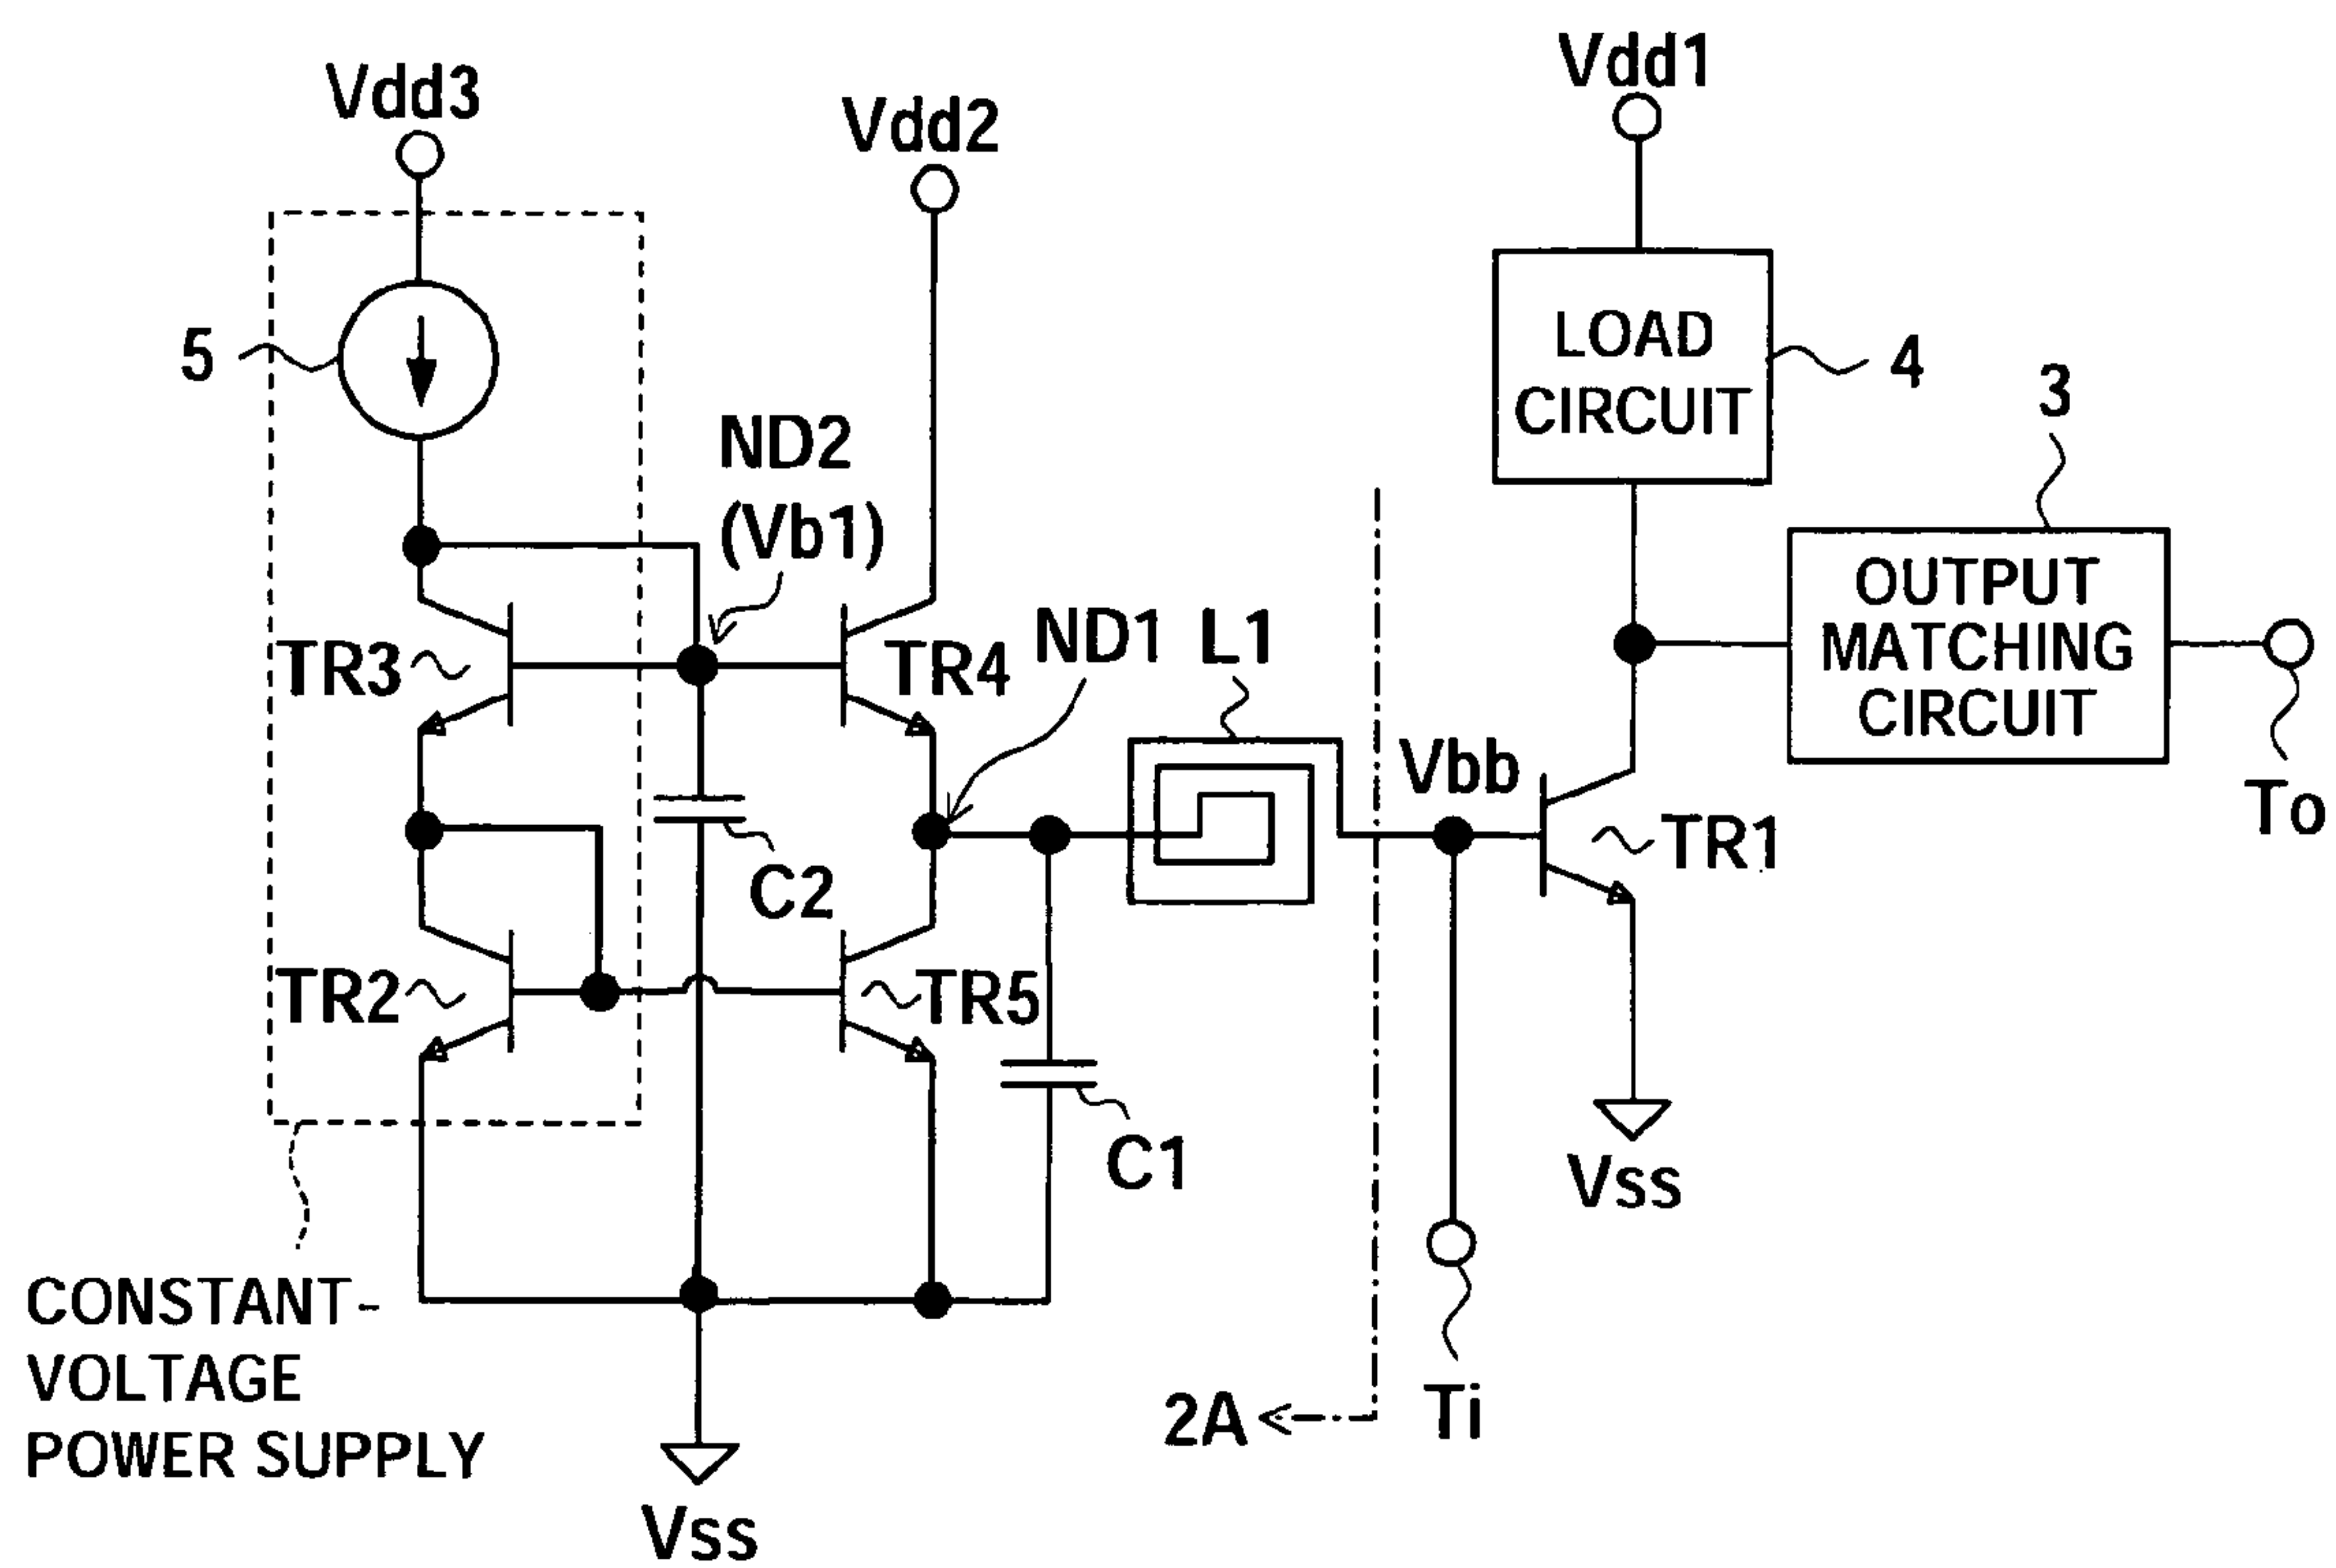 Vdd1
Vdd3
Vdd2
5
LOAD
CIRCUIT
4
3
ND2
(Vb1)
OUTPUT
MATCHING
CIRCUIT
TR3
TR4
ND1
L1
Vbb
TR1
To
C2
TR2
TR5
C1
Vss
CONSTANT-
VOLTAGE
POWER SUPPLY
2A
Ti
Vss